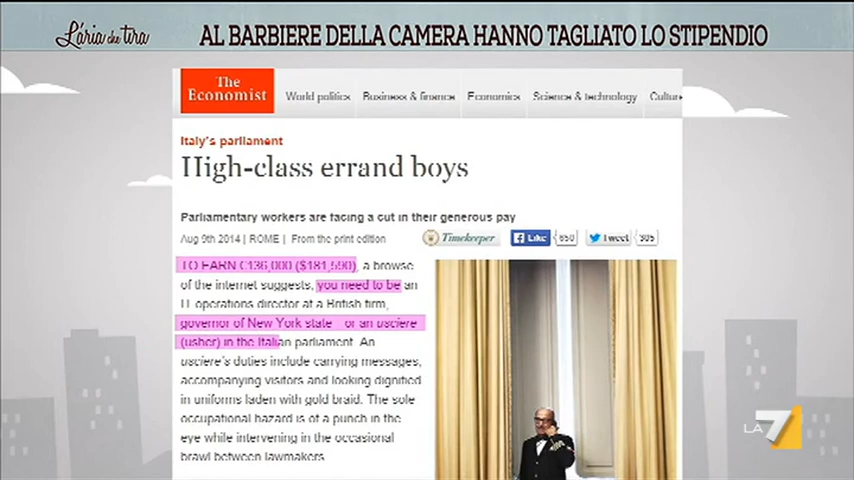 L'aria che tira
AL BARBIERE DELLA CAMERA HANNO TAGLIATO LO STIPENDIO
The
Economist
World politics
Business & finance
Economics
Science & technology
Cultur
Italy's parliament
High-class errand boys
Parliamentary workers are facing a cut in their generous pay
Aug 9th 2014 | ROME | From the print edition
Timekeeper
Like
650
Tweet
305
TO EARN €136,000 ($181,590), a browse
of the internet suggests, you need to be an
IT operations director at a British firm,
governor of New York state—or an usciere
(usher) in the Italian parliament. An
usciere's duties include carrying messages,
accompanying visitors and looking dignified
in uniforms laden with gold braid. The sole
occupational hazard is of a punch in the
eye while intervening in the occasional
brawl between lawmakers.
LA 7